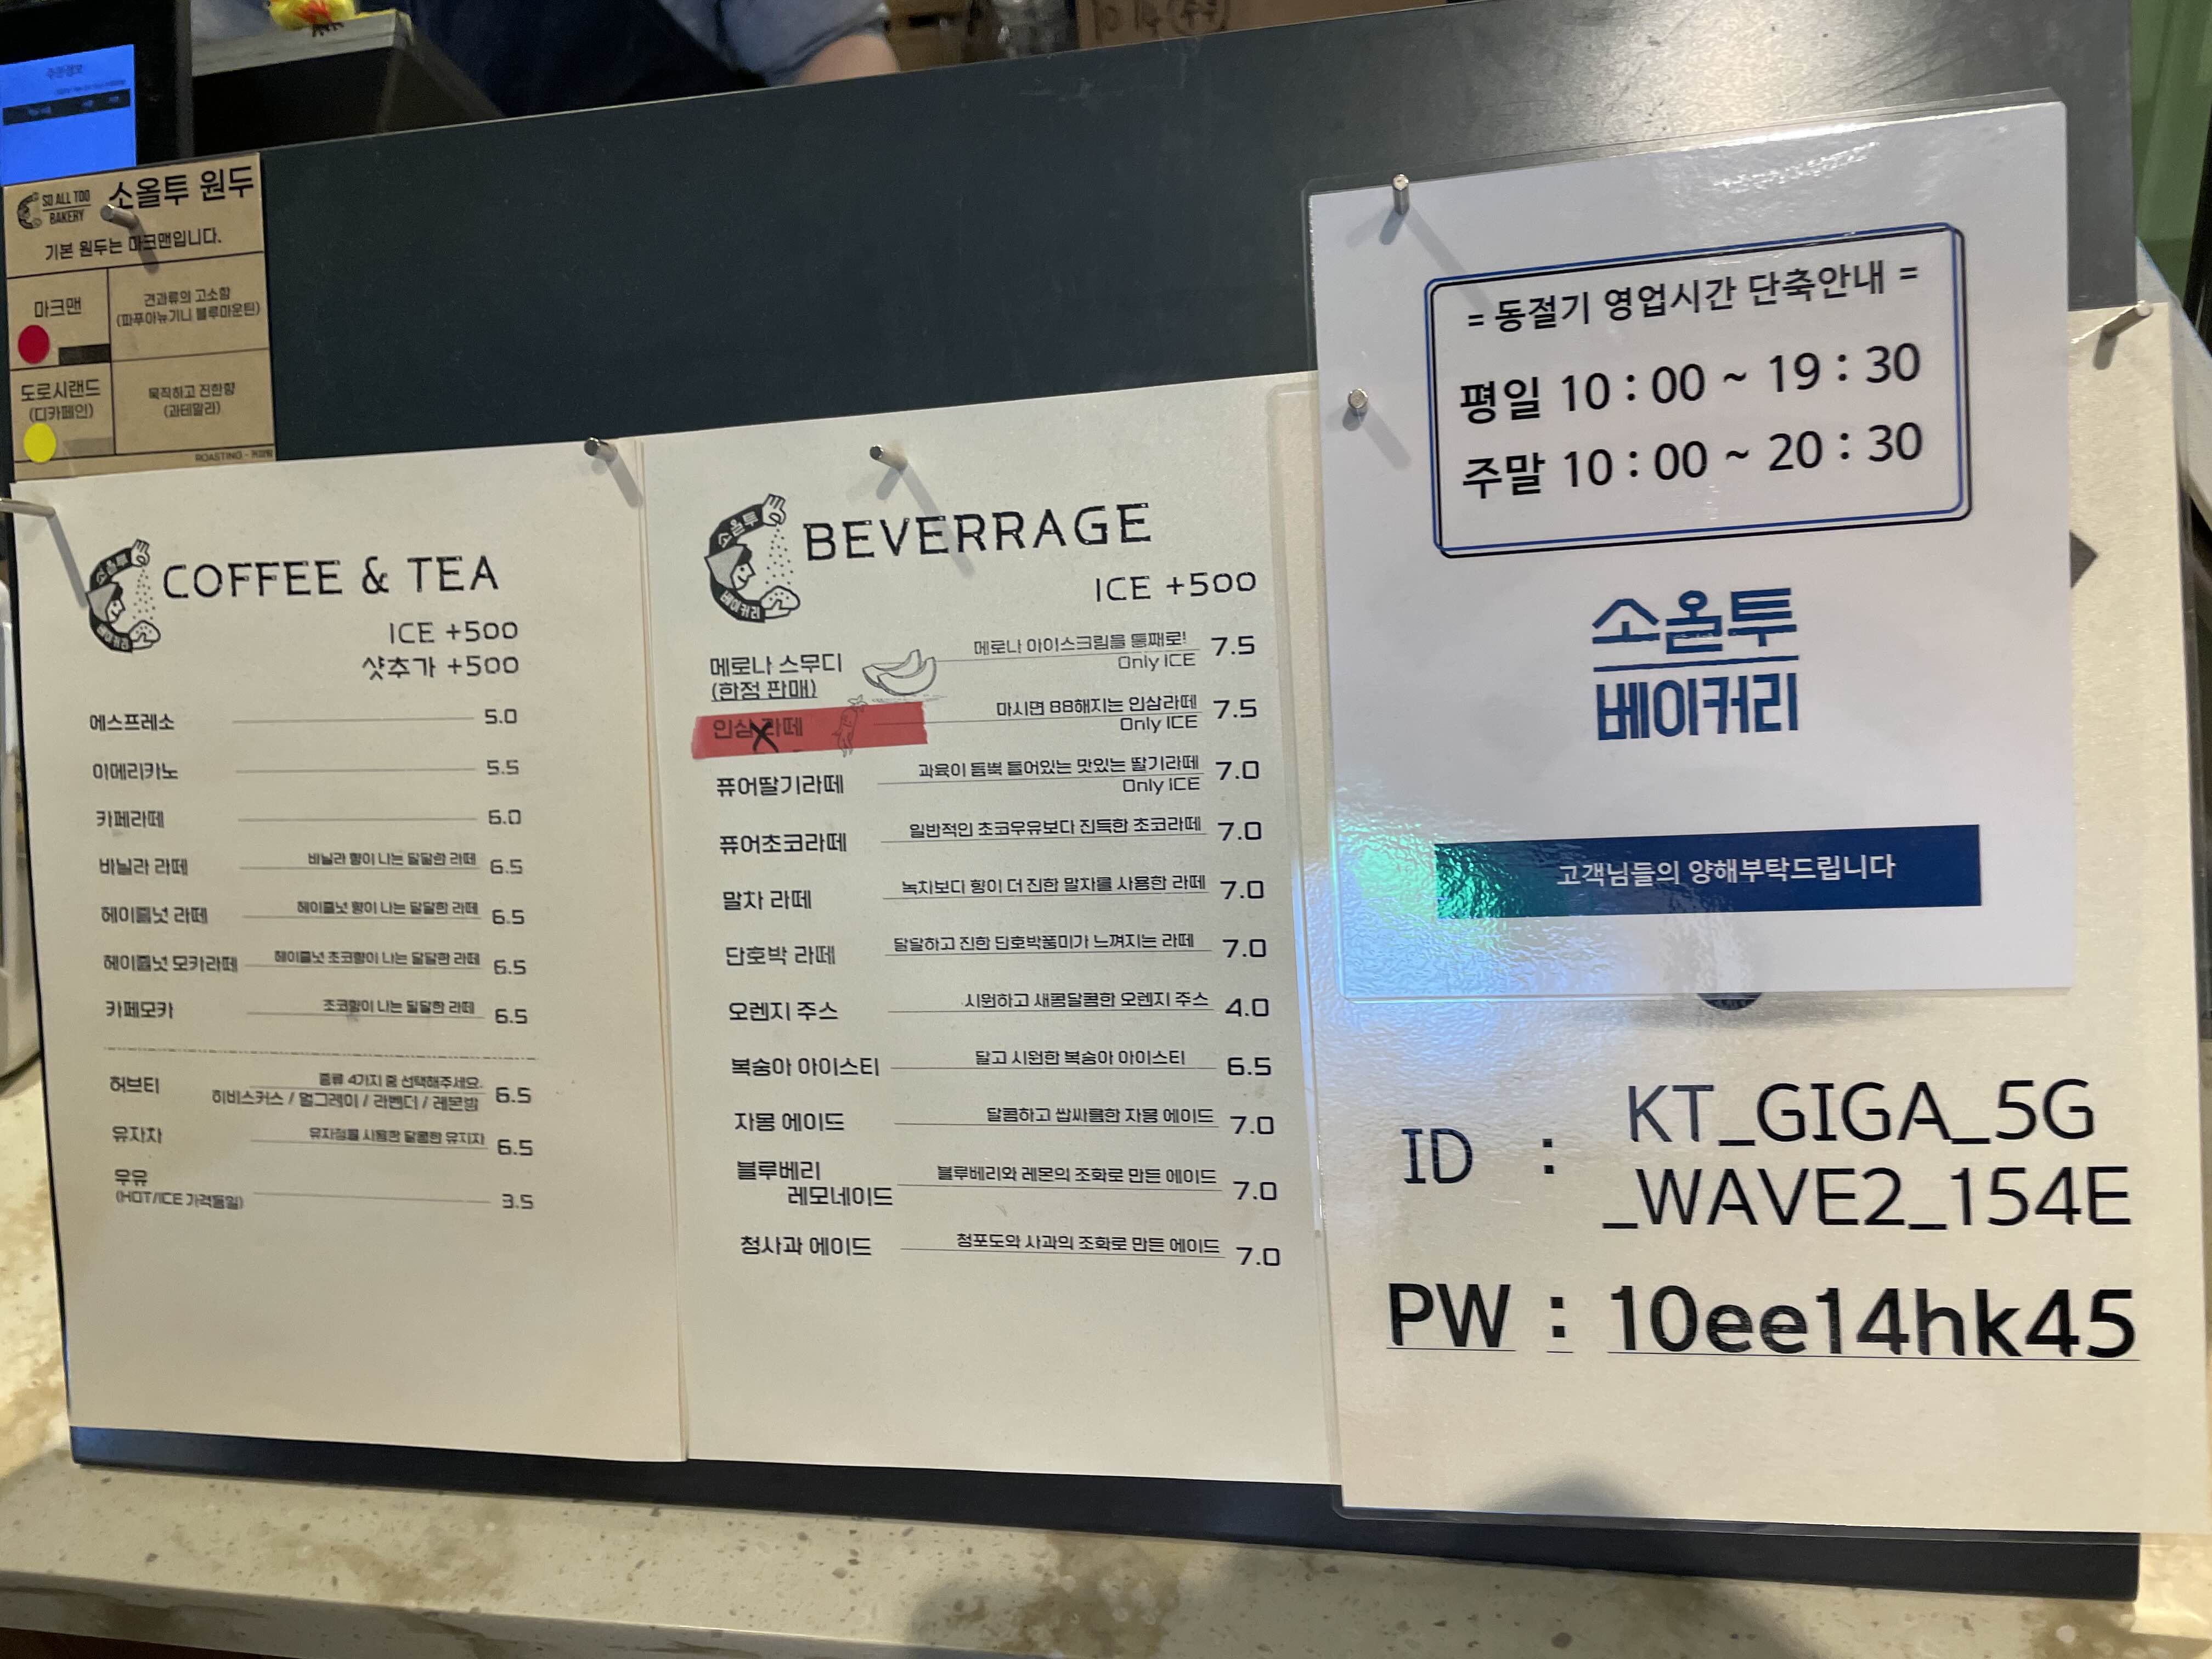 SO ALL TOO
BAKERY
소올투 원두
기본 원두는 마크맨입니다.
마크맨
견과류의 고소함
(파푸아뉴기니 블루마운틴)
도로시랜드
(디카페인)
묵직하고 진한향
(과테말라)
ROASTING -
소올투
베이커리
COFFEE & TEA
ICE +500
샷추가 +500
에스프레소 5.0
아메리카노 5.5
카페라떼 6.0
바닐라 라떼 바닐라 향이 나는 달달한 라떼 6.5
헤이즐넛 라떼 헤이즐넛 향이 나는 달달한 라떼 6.5
헤이즐넛 모카라떼 헤이즐넛 초코향이 나는 달달한 라떼 6.5
카페모카 초코향이 나는 달달한 라떼 6.5
허브티 종류 4가지 중 선택해주세요. 6.5
히비스커스 / 얼그레이 / 라벤더 / 레몬밤
유자차 유자청을 사용한 달콤한 유자차 6.5
우유 3.5
(HOT/ICE 가격동일)
소올투
베이커리
BEVERRAGE
ICE +500
메로나 스무디 메로나 아이스크림을 통째로! 7.5
(한정 판매) Only ICE
인삼 라떼 마시면 88해지는 인삼라떼 7.5
Only ICE
퓨어딸기라떼 과육이 듬뿍 들어있는 맛있는 딸기라떼 7.0
Only ICE
퓨어초코라떼 일반적인 초코우유보다 진득한 초코라떼 7.0
말차 라떼 녹차보다 향이 더 진한 말차를 사용한 라떼 7.0
단호박 라떼 달달하고 진한 단호박풍미가 느껴지는 라떼 7.0
오렌지 주스 시원하고 새콤달콤한 오렌지 주스 4.0
복숭아 아이스티 달고 시원한 복숭아 아이스티 6.5
자몽 에이드 달콤하고 쌉싸름한 자몽 에이드 7.0
블루베리
레모네이드 블루베리와 레몬의 조화로 만든 에이드 7.0
청사과 에이드 청포도와 사과의 조화로 만든 에이드 7.0
= 동절기 영업시간 단축안내 =
평일 10 : 00 ~ 19 : 30
주말 10 : 00 ~ 20 : 30
소올투
베이커리
고객님들의 양해부탁드립니다
ID : KT_GIGA_5G
_WAVE2_154E
PW : 10ee14hk45